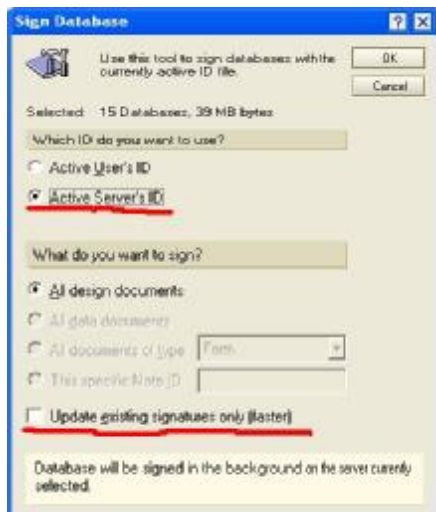 Sign Database
Use this tool to sign databases with the
currently active ID file.
OK
Cancel
Selected: 15 Databases, 39 MB bytes
Which ID do you want to use?
Active User's ID
Active Server's ID
What do you want to sign?
All design documents
All data documents
All documents of type Form
This specific Note ID
Update existing signatures only (faster)
Database will be signed in the background on the server currently
selected.